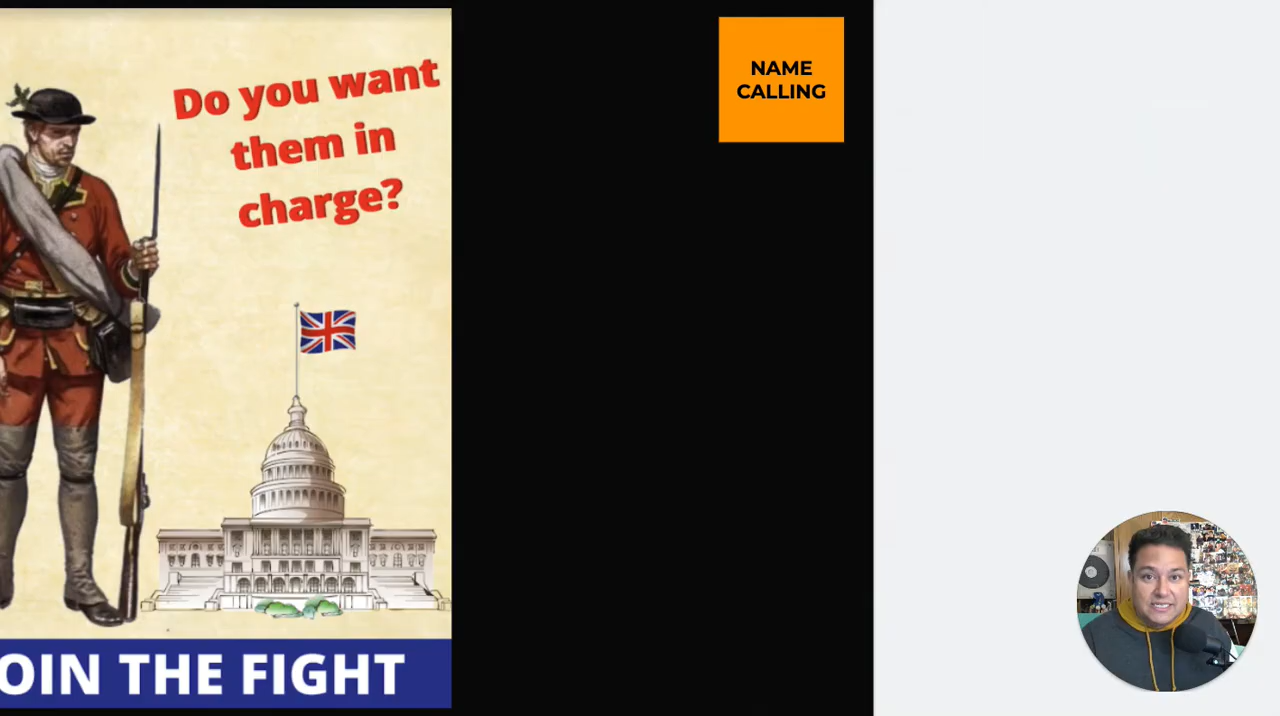 Do you want
them in
charge?
OIN THE FIGHT
NAME
CALLING